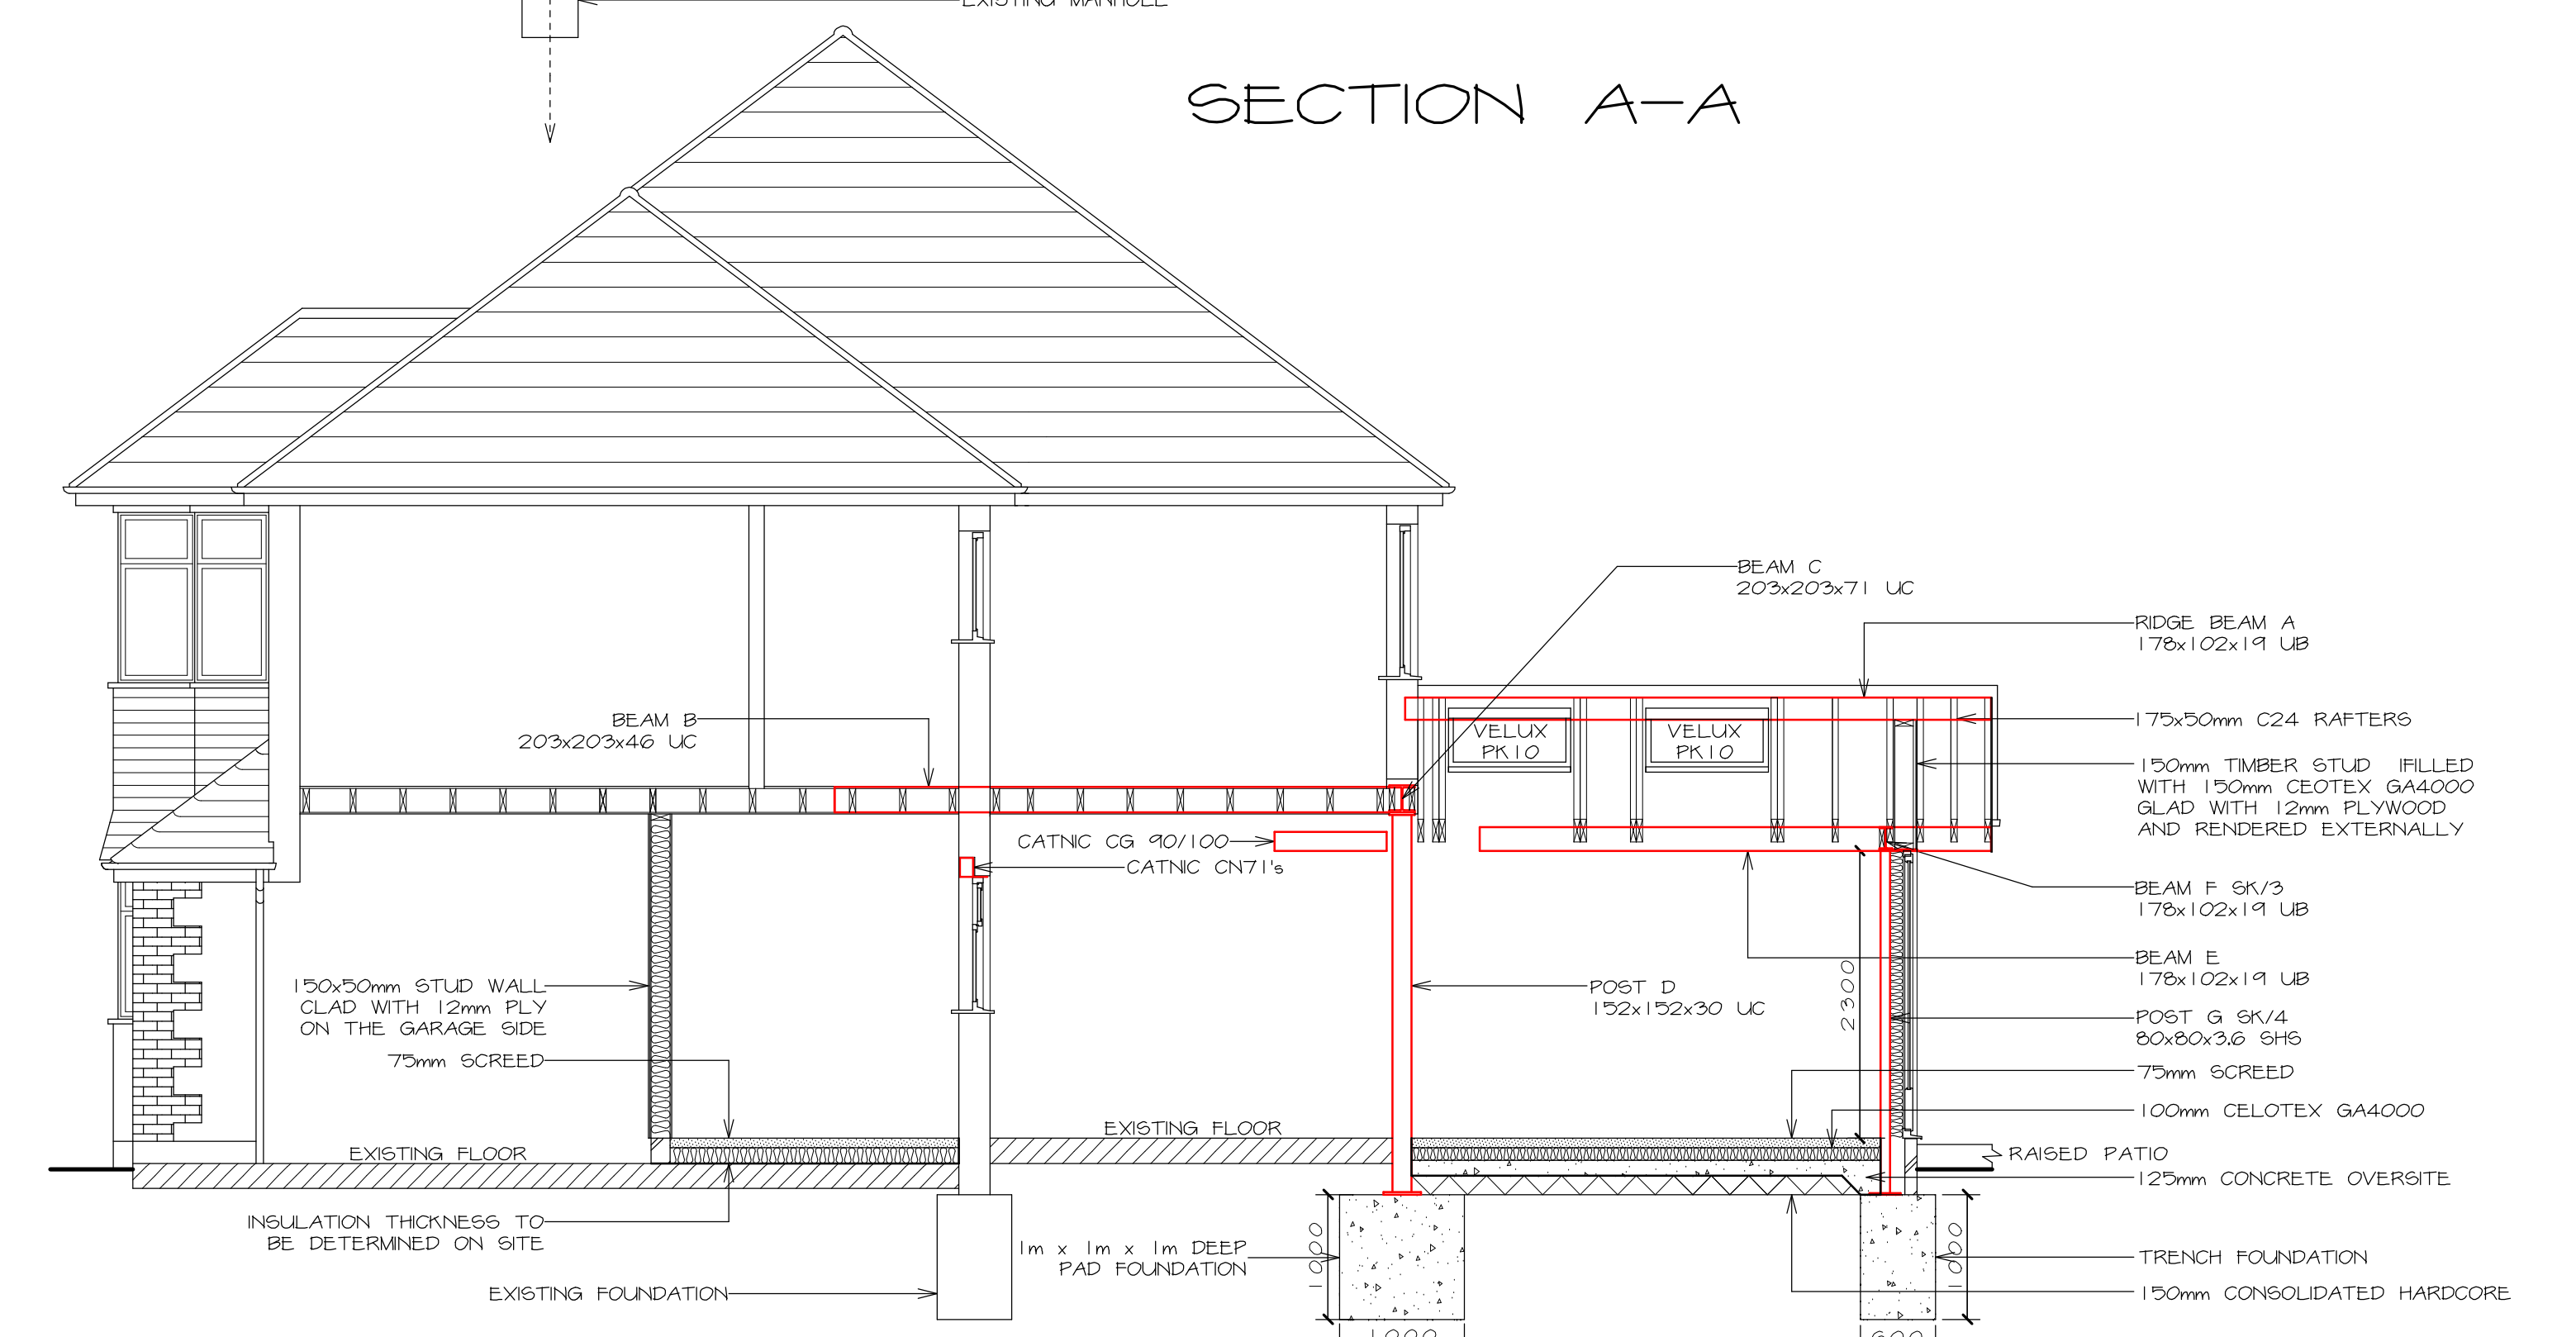 EXISTING MANHOLE
SECTION A-A
BEAM C
203x203x71 UC
RIDGE BEAM A
178x102x19 UB
BEAM B
203x203x46 UC
VELUX
PK10
VELUX
PK10
175x50mm C24 RAFTERS
150mm TIMBER STUD IFILLED
WITH 150mm CEOTEX GA4000
GLAD WITH 12mm PLYWOOD
AND RENDERED EXTERNALLY
CATNIC CG 90/100
CATNIC CN71's
BEAM F SK/3
178x102x19 UB
BEAM E
178x102x19 UB
150x50mm STUD WALL
CLAD WITH 12mm PLY
ON THE GARAGE SIDE
POST D
152x152x30 UC
2300
POST G SK/4
80x80x3.6 SHS
75mm SCREED
75mm SCREED
100mm CELOTEX GA4000
EXISTING FLOOR
EXISTING FLOOR
RAISED PATIO
125mm CONCRETE OVERSITE
INSULATION THICKNESS TO
BE DETERMINED ON SITE
1m x 1m x 1m DEEP
PAD FOUNDATION
1000
1000
TRENCH FOUNDATION
EXISTING FOUNDATION
150mm CONSOLIDATED HARDCORE
1000
600